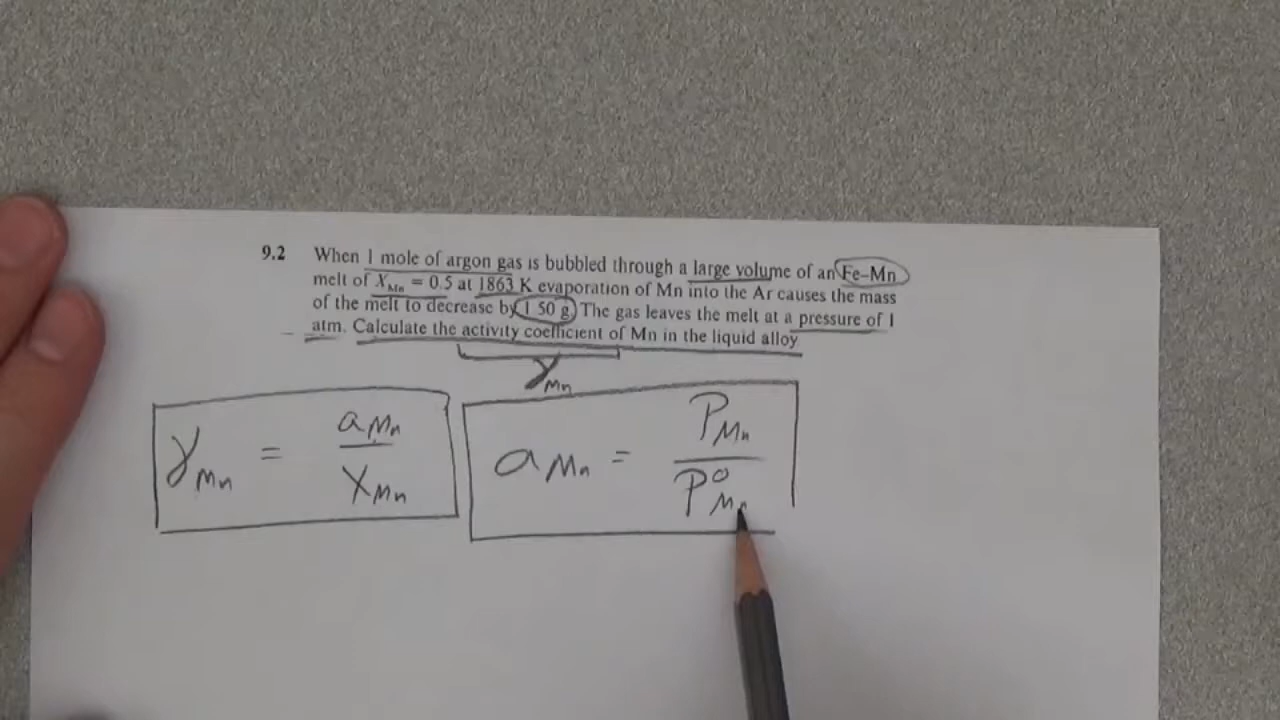 9.2 When 1 mole of argon gas is bubbled through a large volume of an Fe–Mn
melt of X_Mn = 0.5 at 1863 K evaporation of Mn into the Ar causes the mass
of the melt to decrease by 1 50 g. The gas leaves the melt at a pressure of 1
atm. Calculate the activity coefficient of Mn in the liquid alloy.
γ_Mn
γ_Mn = a_Mn / X_Mn
a_Mn = P_Mn / P°_Mn